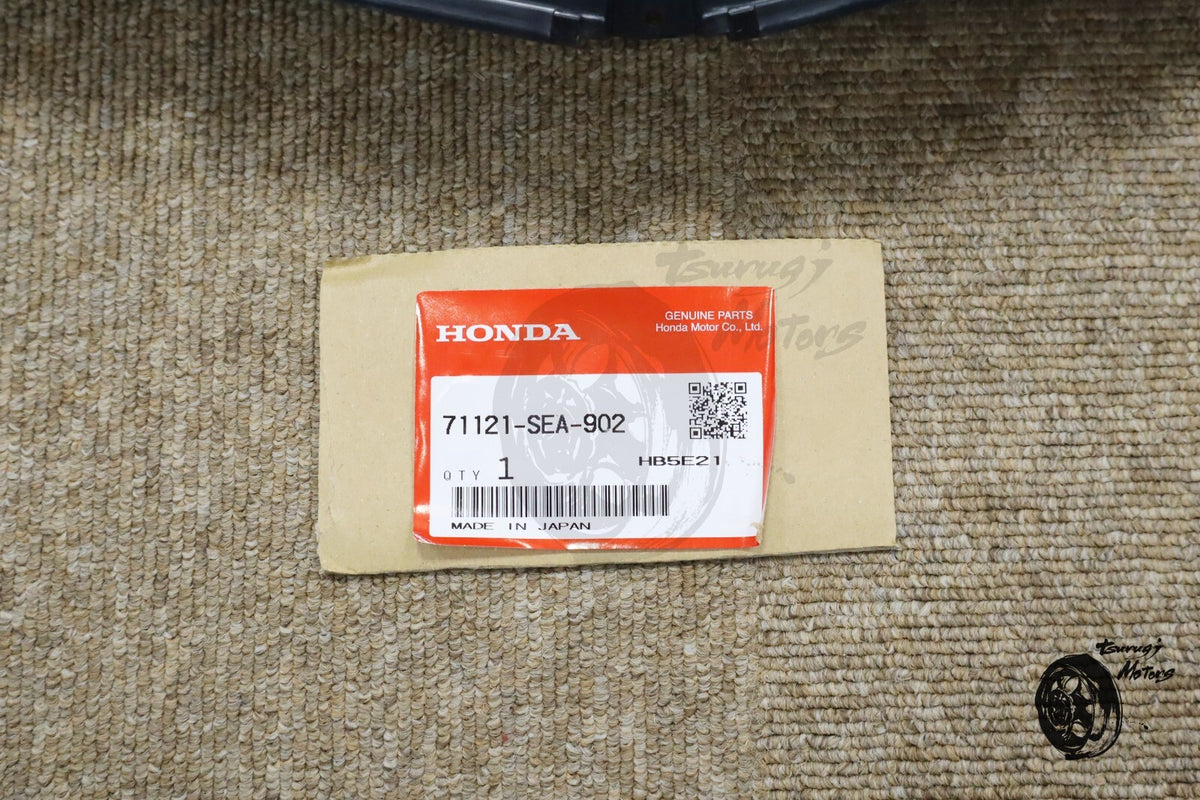 Tsurugi
Motors
HONDA
GENUINE PARTS
Honda Motor Co., Ltd.
71121-SEA-902
QTY 1
HB5E21
MADE IN JAPAN
Tsurugi
Motors